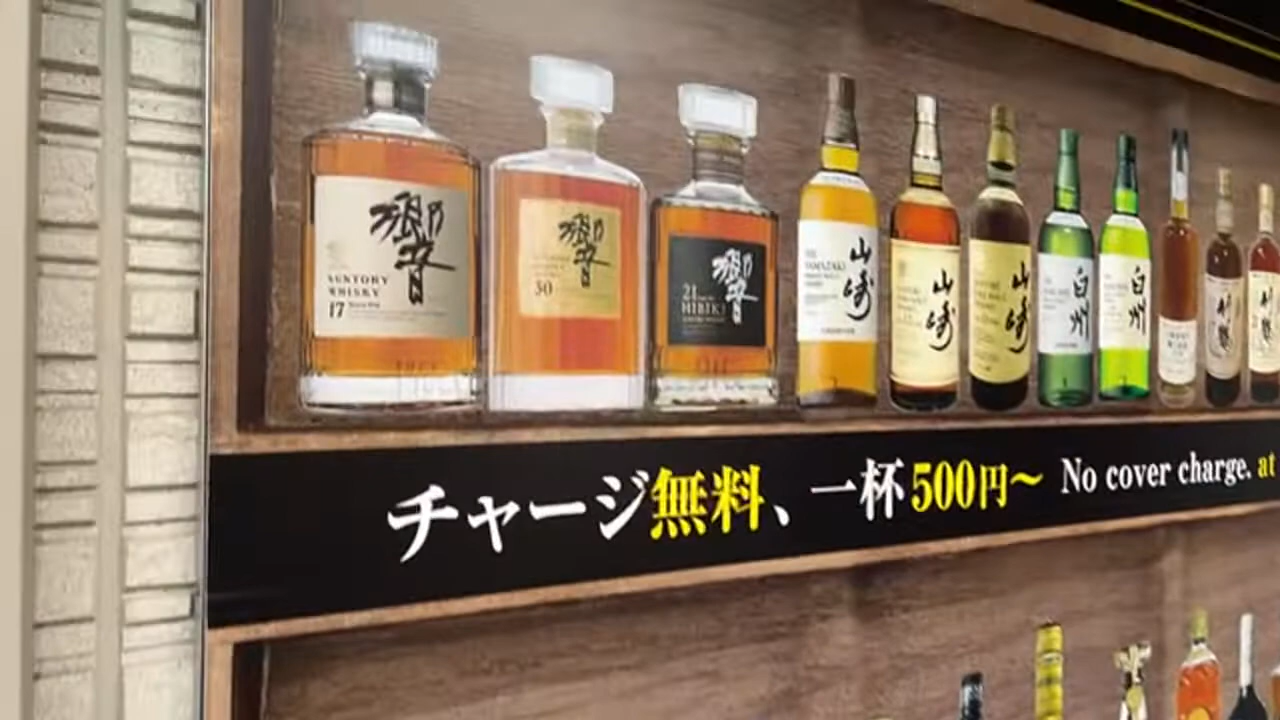 響
SUNTORY
WHISKY
17
響
30
響
21
HIBIKI
山崎
山崎
山崎
白州
白州
チャージ無料、一杯500円～ No cover charge. at